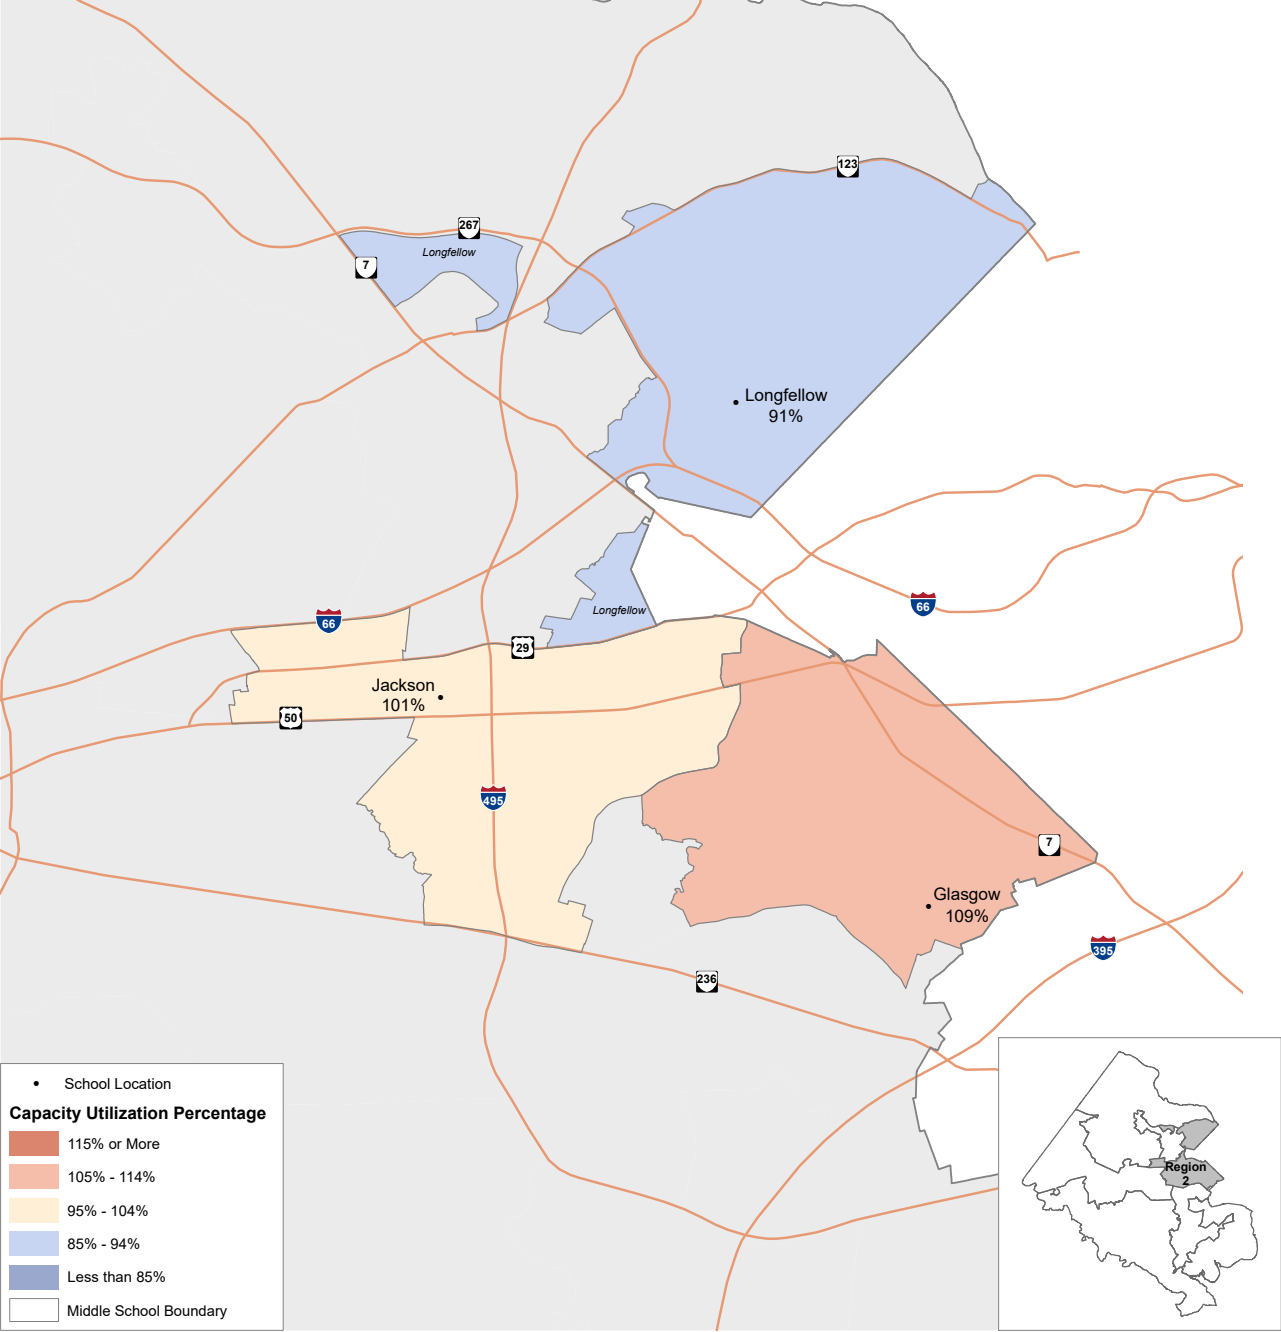 123
267
Longfellow
7
Longfellow
91%
66
66
Longfellow
29
Jackson
101%
50
495
7
Glasgow
109%
395
236
School Location
Capacity Utilization Percentage
115% or More
105% - 114%
95% - 104%
85% - 94%
Less than 85%
Middle School Boundary
Region
2